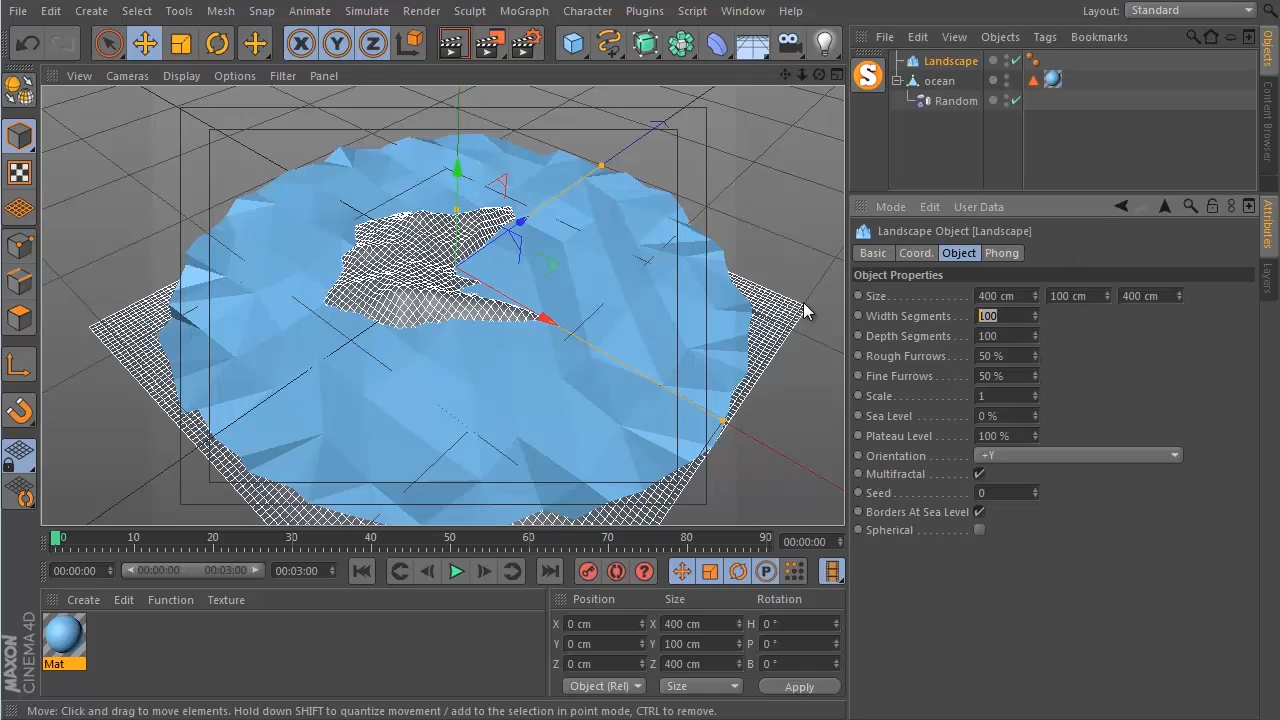 File Edit Create Select Tools Mesh Snap Animate Simulate Render Sculpt MoGraph Character Plugins Script Window Help Layout: Standard
X Y Z
File Edit View Objects Tags Bookmarks
View Cameras Display Options Filter Panel
Landscape
ocean
Random
S
Objects
Content Browser
Mode Edit User Data
Attributes
Layers
Landscape Object [Landscape]
Basic Coord. Object Phong
Object Properties
Size 400 cm 100 cm 400 cm
Width Segments 100
Depth Segments 100
Rough Furrows 50 %
Fine Furrows 50 %
Scale 1
Sea Level 0 %
Plateau Level 100 %
Orientation +Y
Multifractal
Seed 0
Borders At Sea Level
Spherical
0 10 20 30 40 50 60 70 80 90 00:00:00
00:00:00 00:00:00 00:03:00 00:03:00 ? P
Create Edit Function Texture
Mat
Position Size Rotation
X 0 cm X 400 cm H 0 °
Y 0 cm Y 100 cm P 0 °
Z 0 cm Z 400 cm B 0 °
Object (Rel) Size Apply
MAXON CINEMA 4D
Move: Click and drag to move elements. Hold down SHIFT to quantize movement / add to the selection in point mode, CTRL to remove.